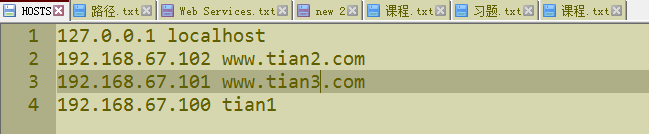 HOSTS 路径.txt Web Services.txt new 2 课程.txt 习题.txt 课程.txt
1 127.0.0.1 localhost
2 192.168.67.102 www.tian2.com
3 192.168.67.101 www.tian3.com
4 192.168.67.100 tian1